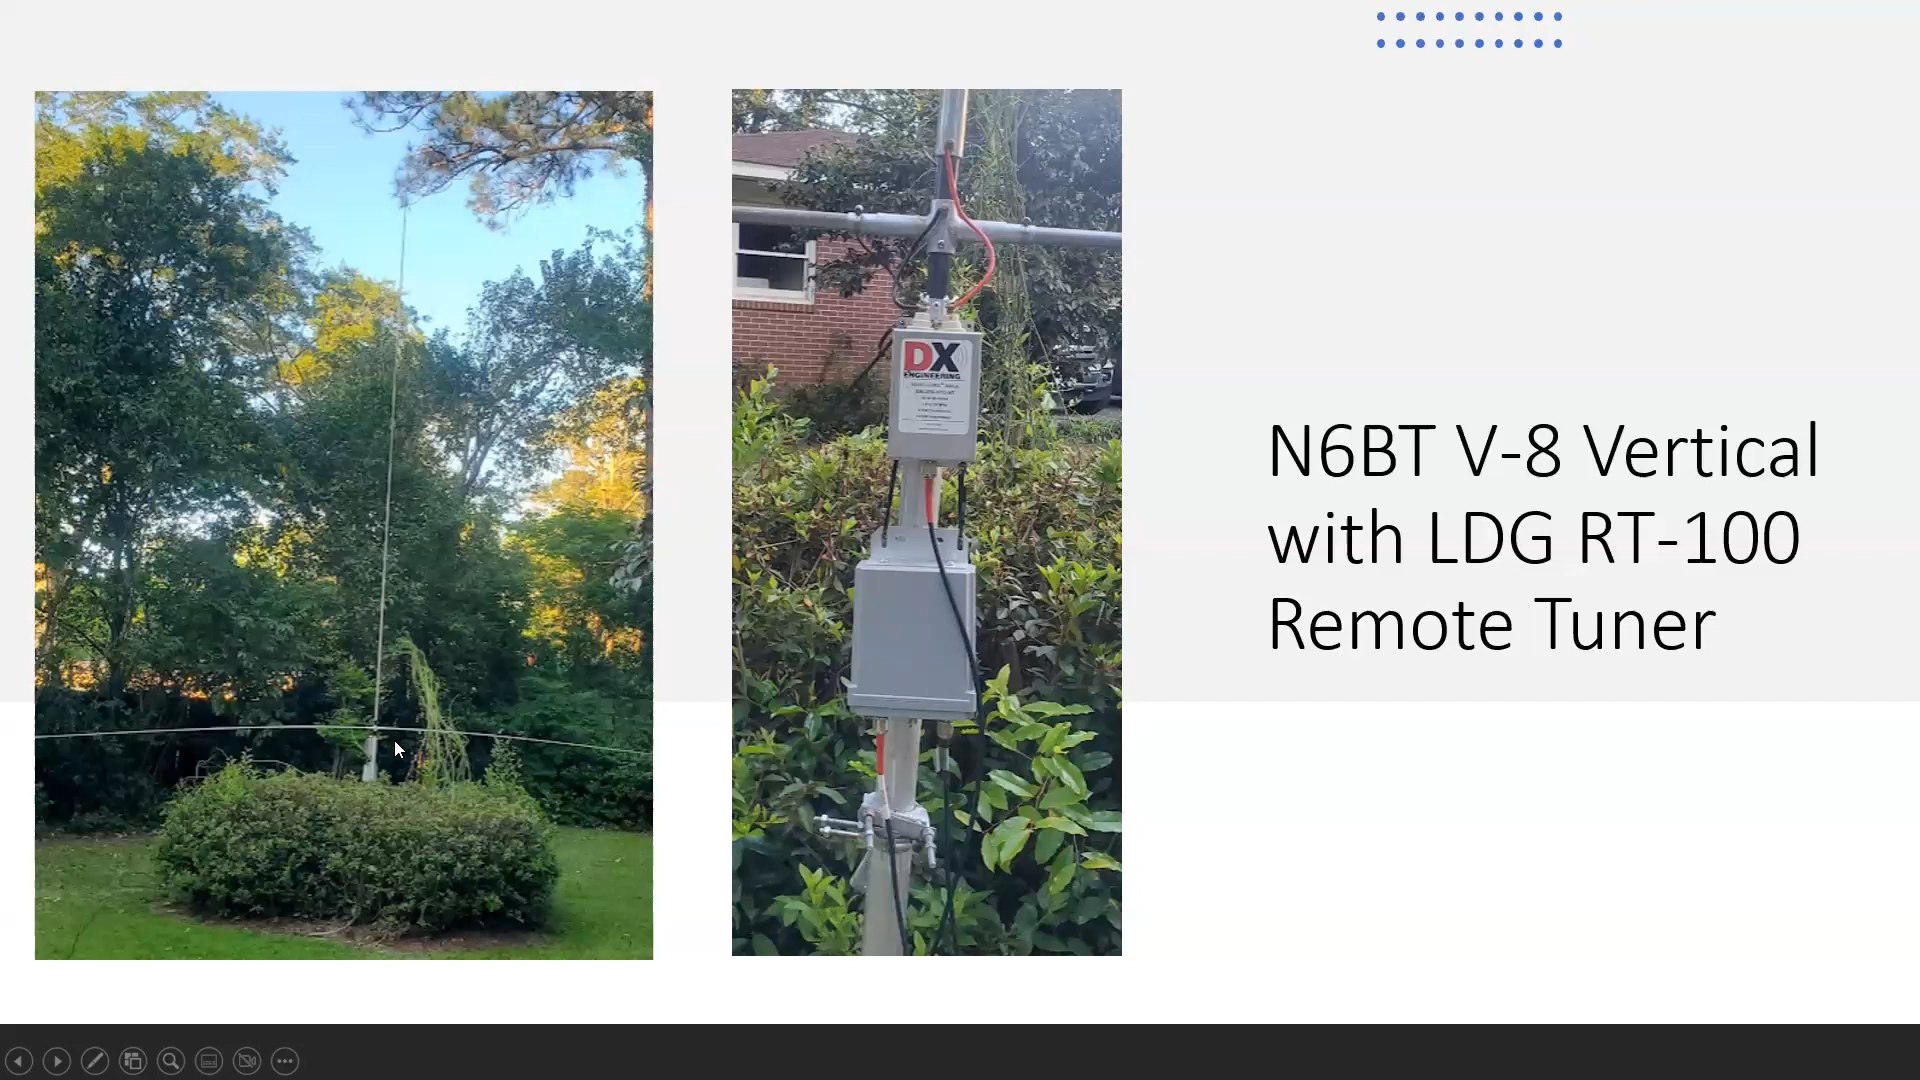 DX
ENGINEERING
N6BT V-8 Vertical
with LDG RT-100
Remote Tuner